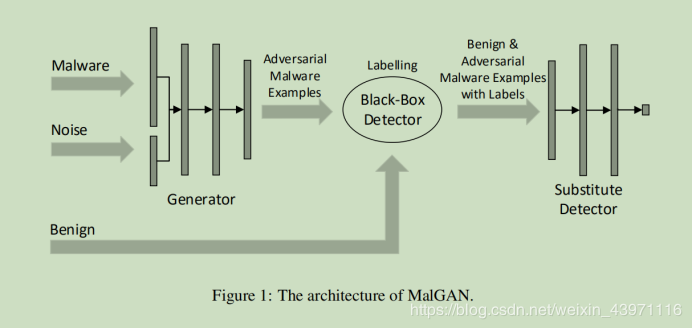 Malware
Noise
Benign
Generator
Adversarial
Malware
Examples
Labelling
Black-Box
Detector
Benign &
Adversarial
Malware Examples
with Labels
Substitute
Detector
Figure 1: The architecture of MalGAN.
https://blog.csdn.net/weixin_43971116